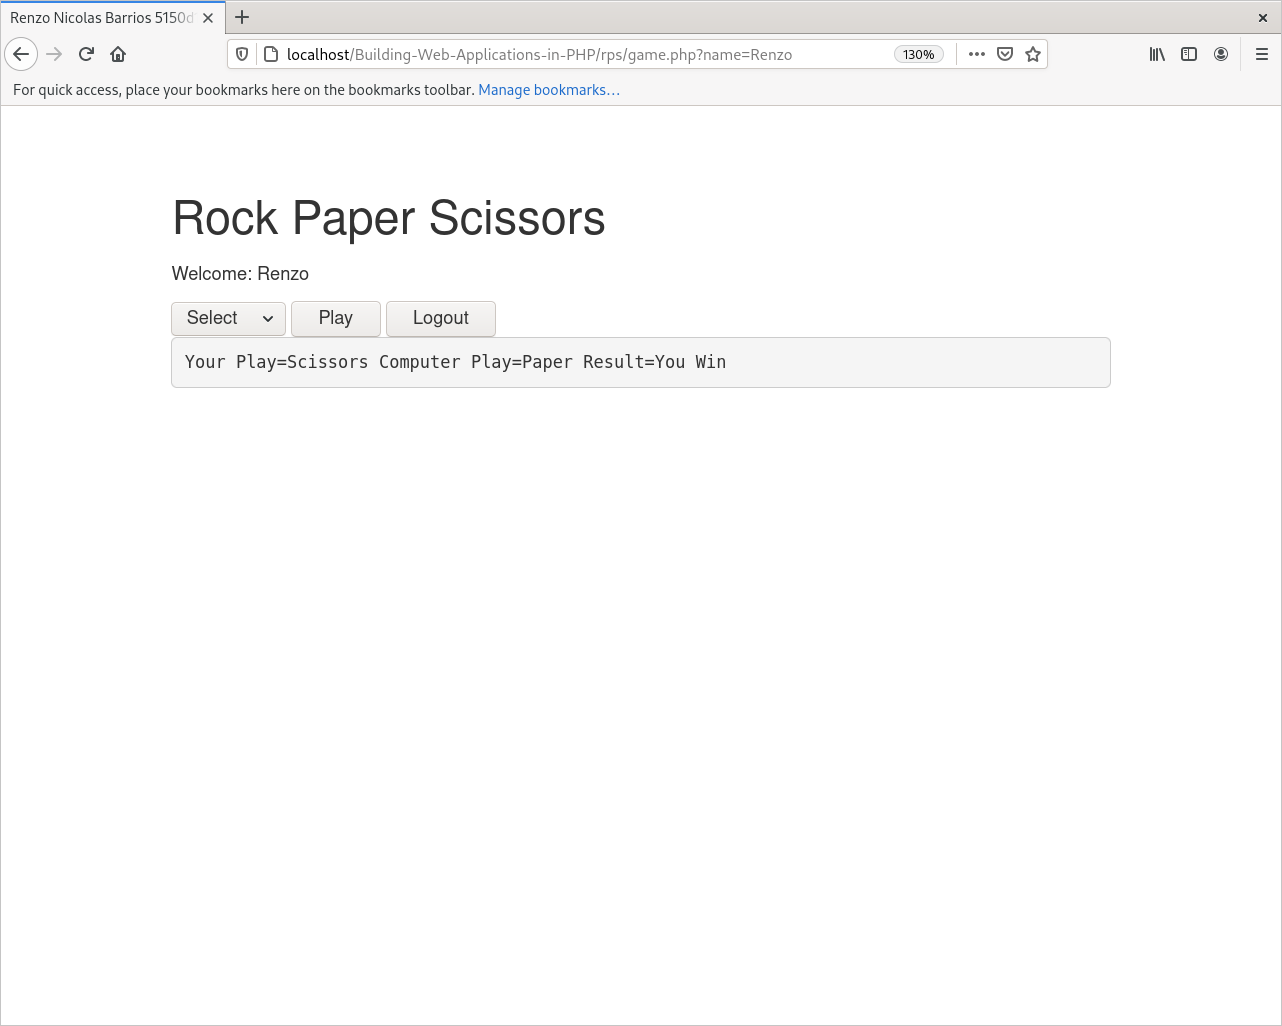 Renzo Nicolas Barrios 5150d
localhost/Building-Web-Applications-in-PHP/rps/game.php?name=Renzo 130%
For quick access, place your bookmarks here on the bookmarks toolbar. Manage bookmarks…
Rock Paper Scissors
Welcome: Renzo
Select Play Logout
Your Play=Scissors Computer Play=Paper Result=You Win